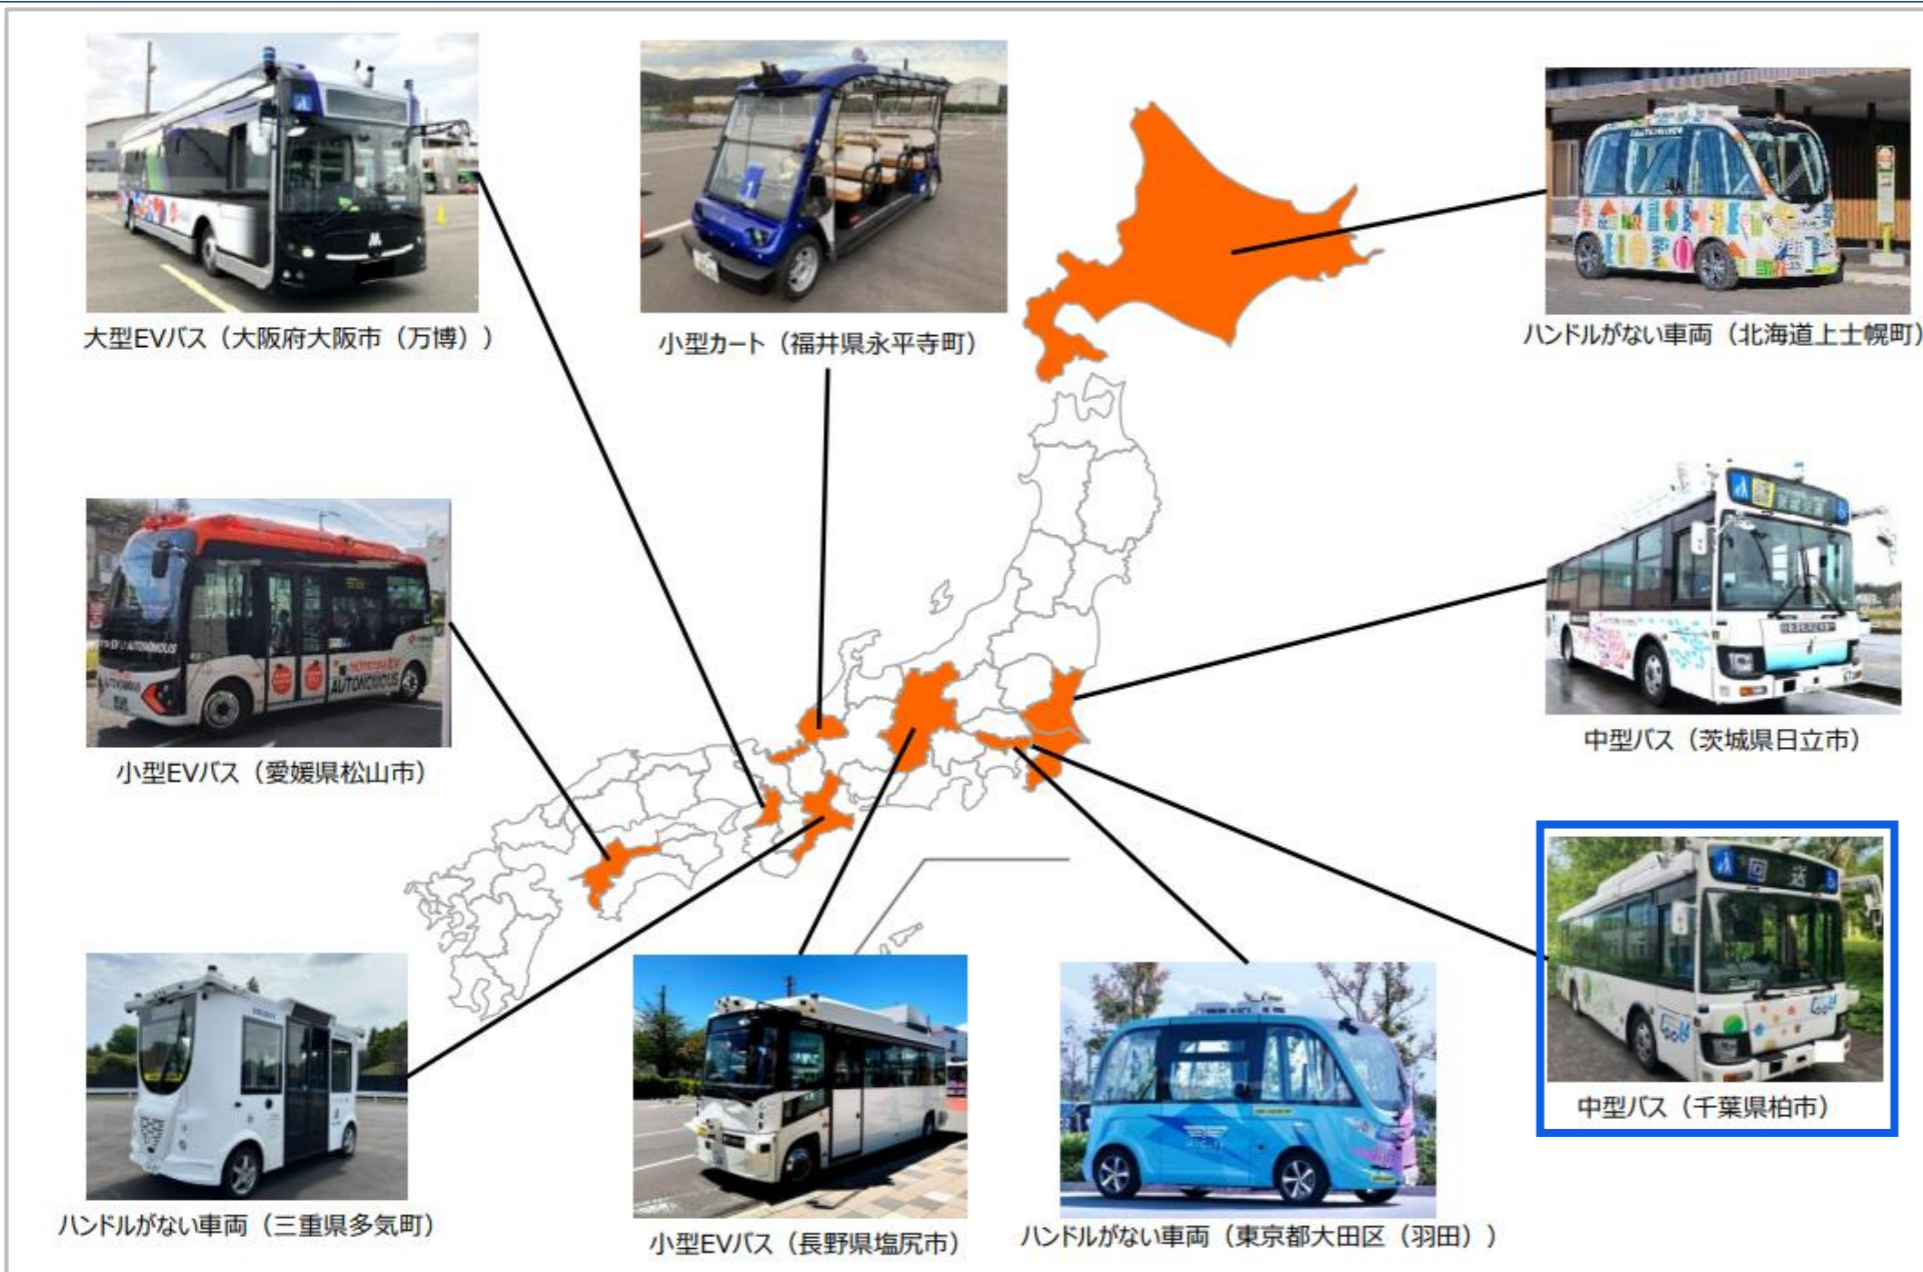 大型EVバス（大阪府大阪市（万博））
小型カート（福井県永平寺町）
ハンドルがない車両（北海道上士幌町）
1
小型EVバス（愛媛県松山市）
AUTONOMOUS
中型バス（茨城県日立市）
回送
中型バス（千葉県柏市）
ハンドルがない車両（三重県多気町）
小型EVバス（長野県塩尻市）
ハンドルがない車両（東京都大田区（羽田））